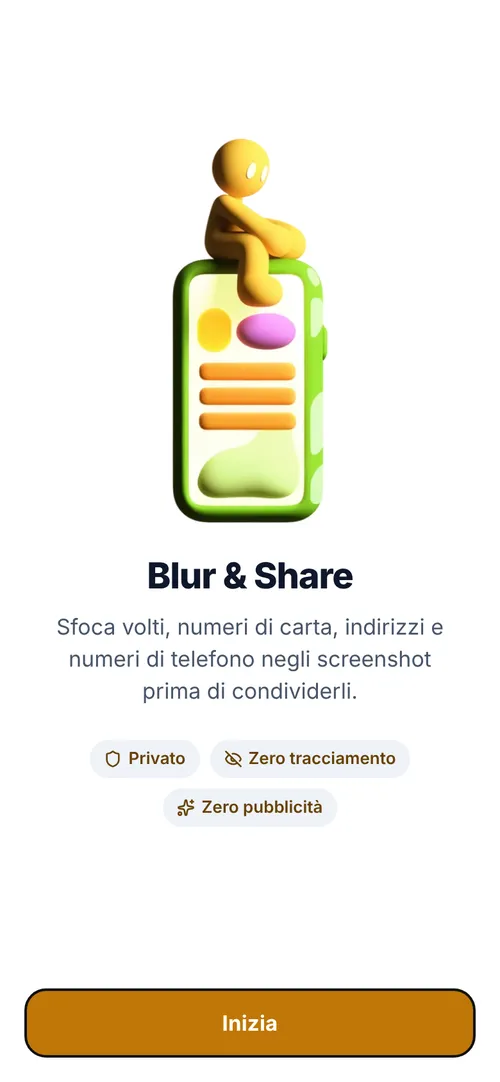 Blur & Share
Sfoca volti, numeri di carta, indirizzi e
numeri di telefono negli screenshot
prima di condividerli.
Privato
Zero tracciamento
Zero pubblicità
Inizia